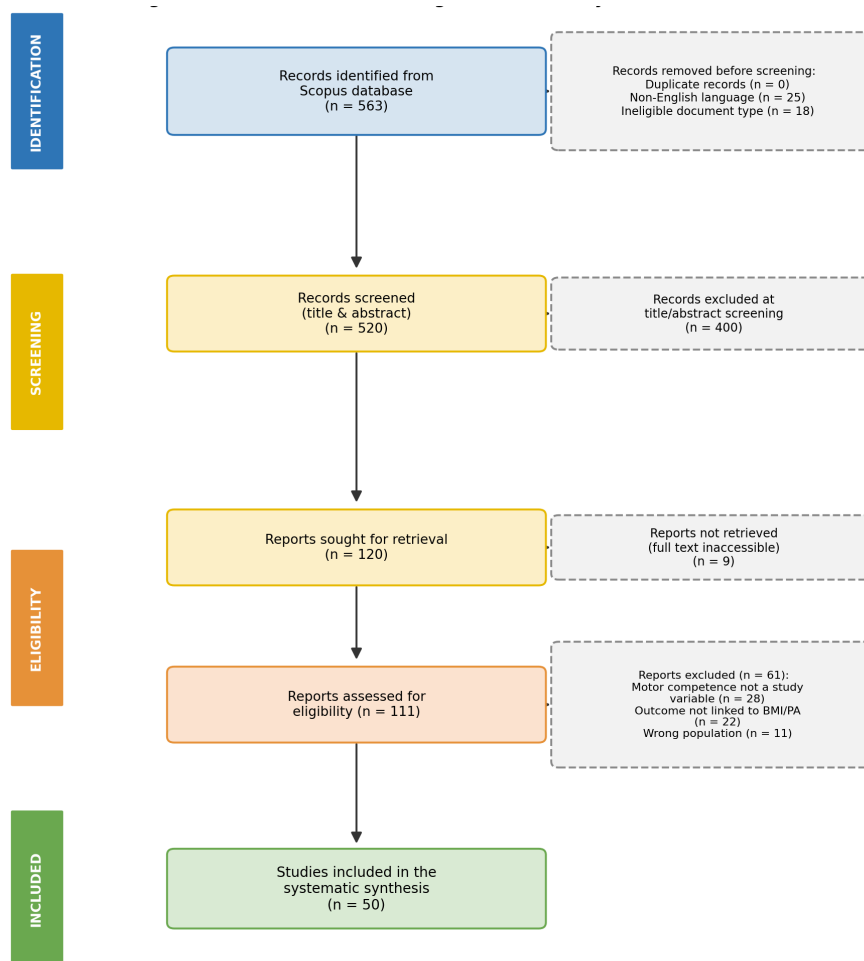 IDENTIFICATION
Records identified from
Scopus database
(n = 563)
Records removed before screening:
Duplicate records (n = 0)
Non-English language (n = 25)
Ineligible document type (n = 18)
SCREENING
Records screened
(title & abstract)
(n = 520)
Records excluded at
title/abstract screening
(n = 400)
Reports sought for retrieval
(n = 120)
Reports not retrieved
(full text inaccessible)
(n = 9)
ELIGIBILITY
Reports assessed for
eligibility (n = 111)
Reports excluded (n = 61):
Motor competence not a study
variable (n = 28)
Outcome not linked to BMI/PA
(n = 22)
Wrong population (n = 11)
INCLUDED
Studies included in the
systematic synthesis
(n = 50)